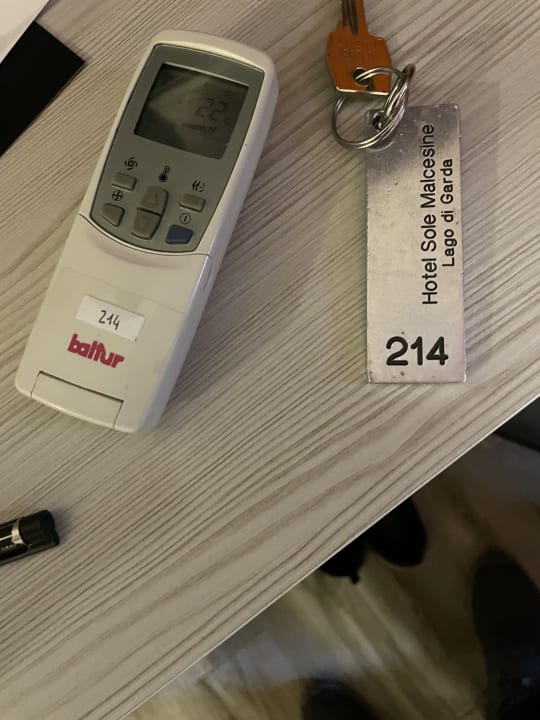 22
214
baltur
Hotel Sole Malcesine
Lago di Garda
214